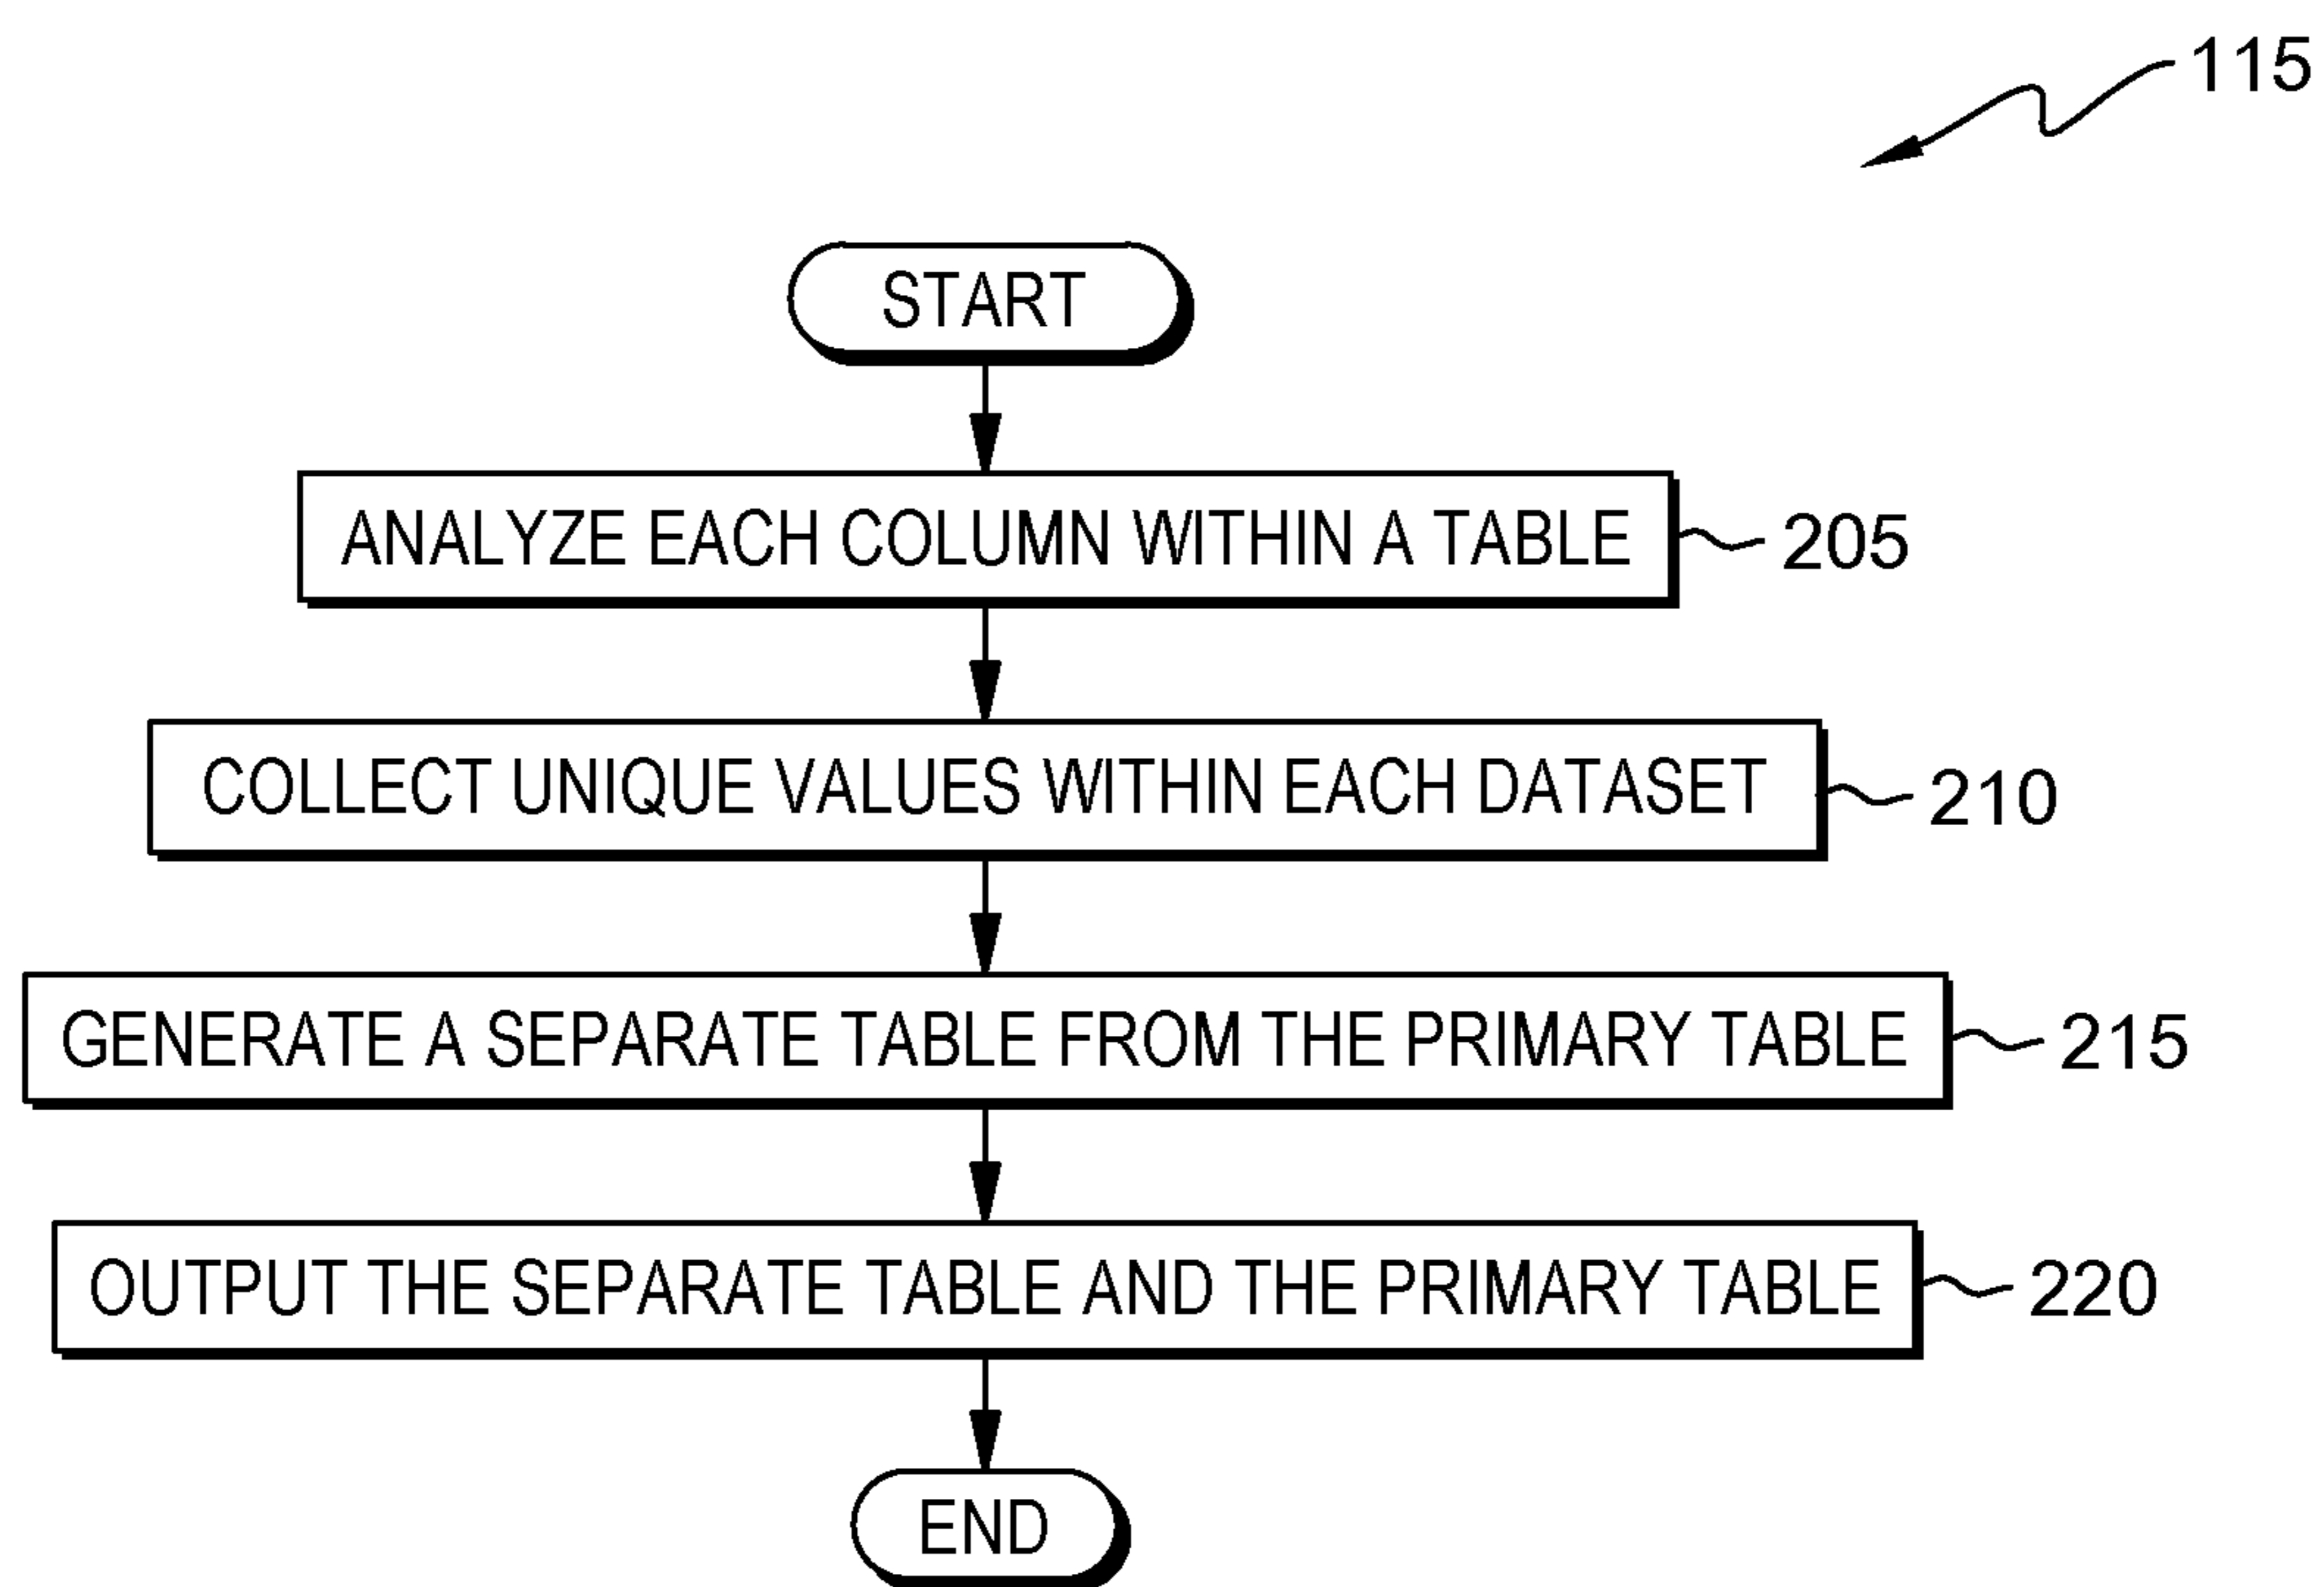 115
START
ANALYZE EACH COLUMN WITHIN A TABLE 205
COLLECT UNIQUE VALUES WITHIN EACH DATASET 210
GENERATE A SEPARATE TABLE FROM THE PRIMARY TABLE 215
OUTPUT THE SEPARATE TABLE AND THE PRIMARY TABLE 220
END